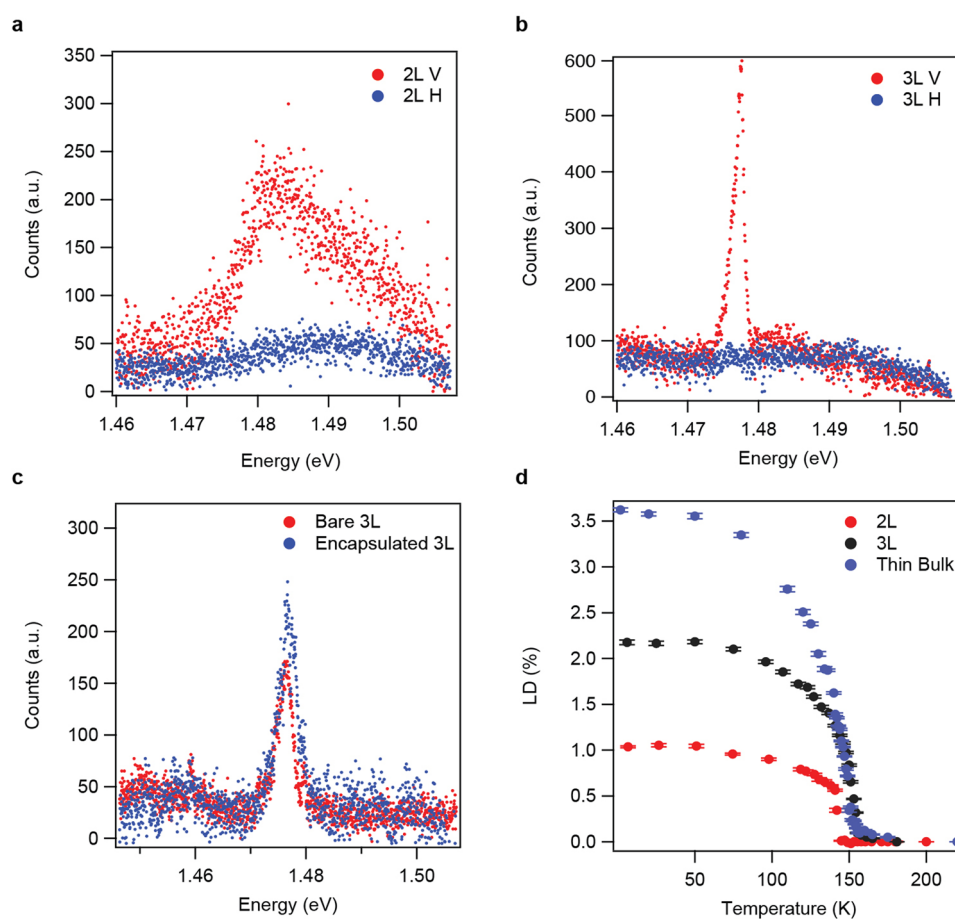 a
350
300
250
200
150
100
50
0
Counts (a.u.)
2L V
2L H
1.46 1.47 1.48 1.49 1.50
Energy (eV)
b
600
500
400
300
200
100
0
Counts (a.u.)
3L V
3L H
1.46 1.47 1.48 1.49 1.50
Energy (eV)
c
300
250
200
150
100
50
0
Counts (a.u.)
Bare 3L
Encapsulated 3L
1.46 1.48 1.50
Energy (eV)
d
3.5
3.0
2.5
2.0
1.5
1.0
0.5
0.0
LD (%)
2L
3L
Thin Bulk
50 100 150 200
Temperature (K)